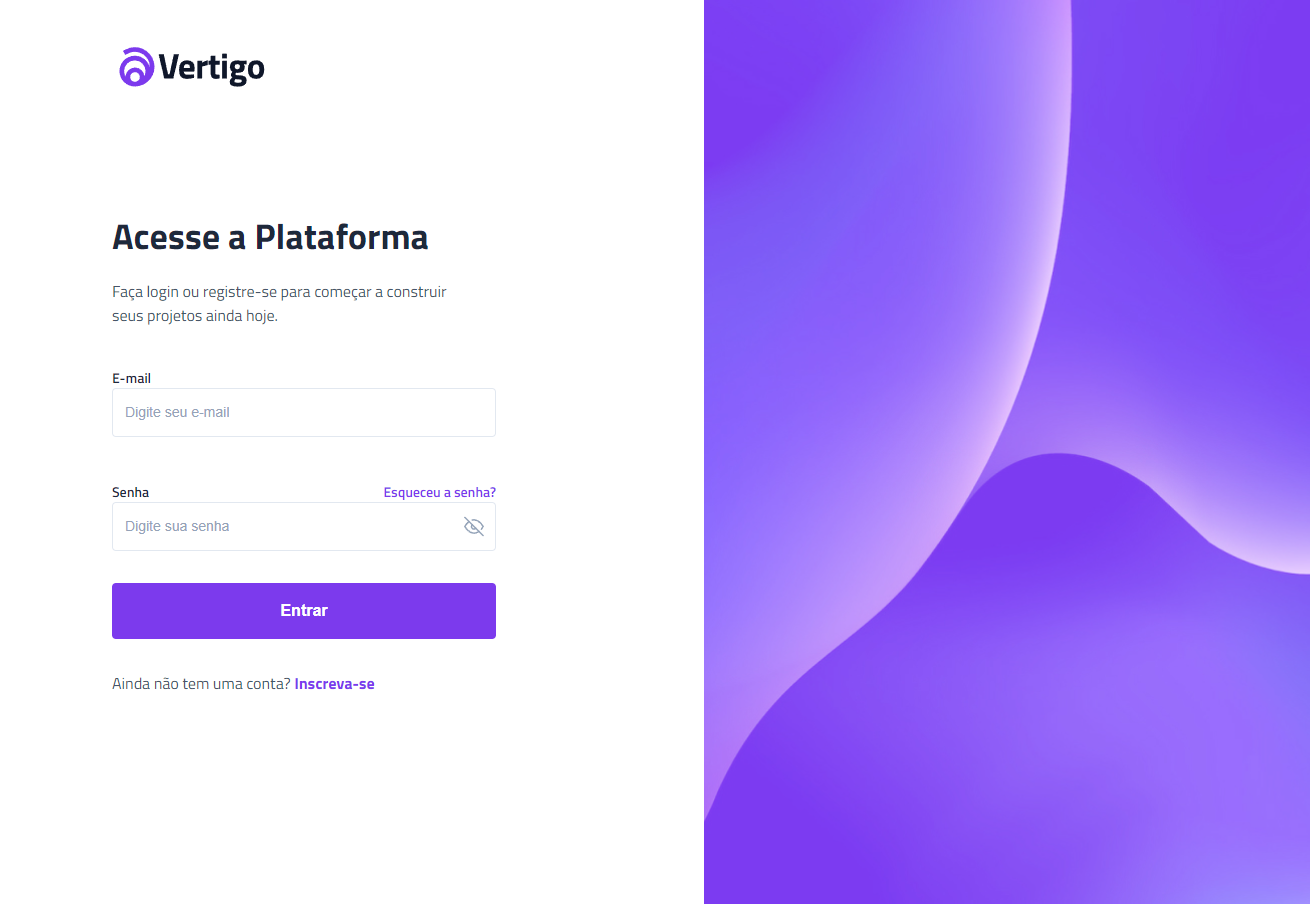 Vertigo
Acesse a Plataforma
Faça login ou registre-se para começar a construir
seus projetos ainda hoje.
E-mail
Digite seu e-mail
Senha
Esqueceu a senha?
Digite sua senha
Entrar
Ainda não tem uma conta? Inscreva-se